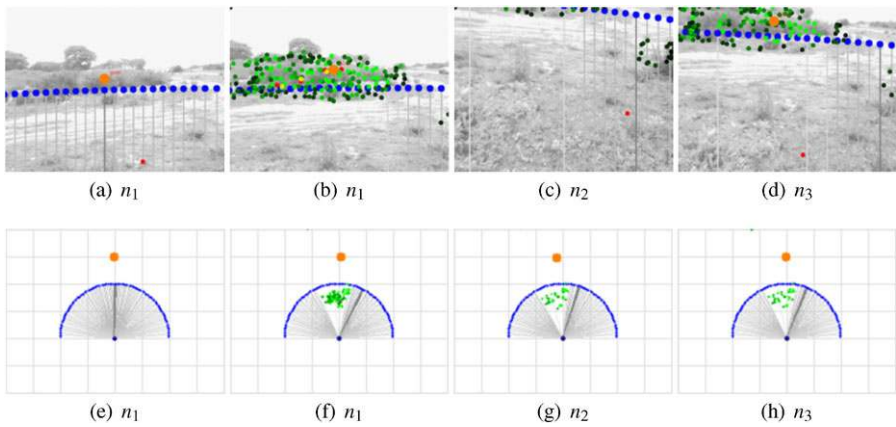 (a) n₁
(b) n₁
(c) n₂
(d) n₃
(e) n₁
(f) n₁
(g) n₂
(h) n₃